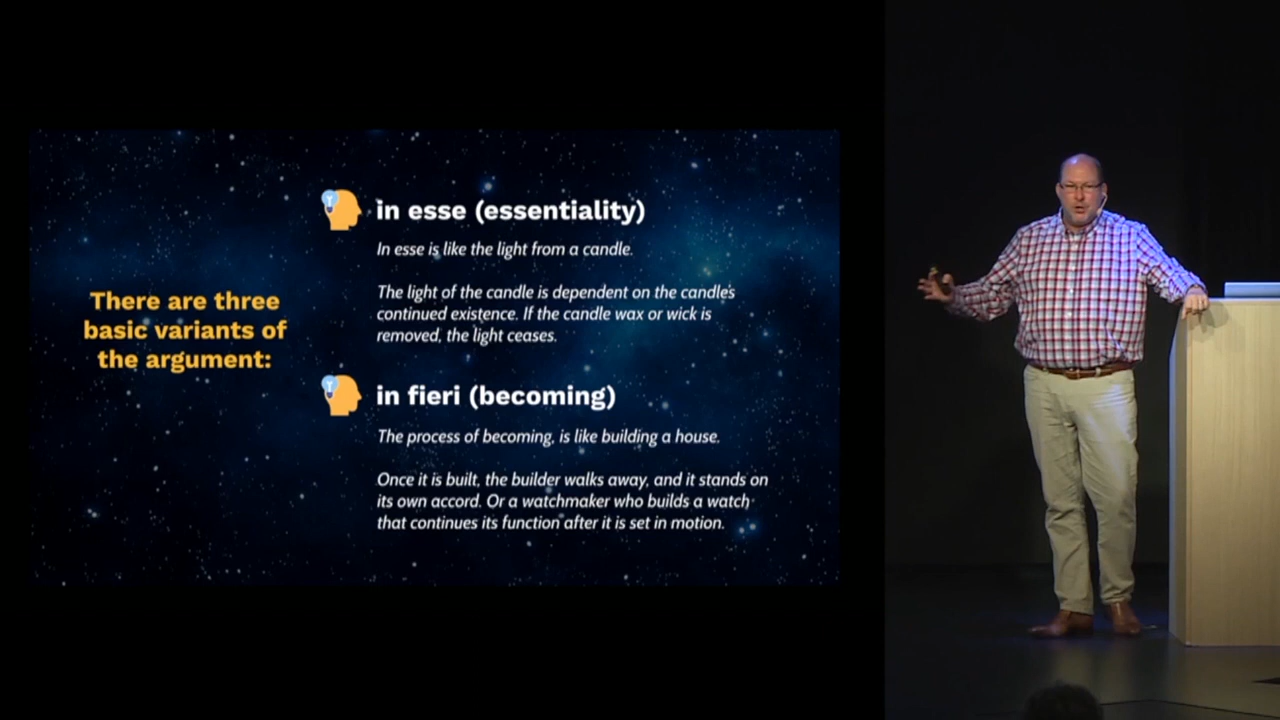 There are three
basic variants of
the argument:
in esse (essentiality)
In esse is like the light from a candle.
The light of the candle is dependent on the candle's
continued existence. If the candle wax or wick is
removed, the light ceases.
in fieri (becoming)
The process of becoming, is like building a house.
Once it is built, the builder walks away, and it stands on
its own accord. Or a watchmaker who builds a watch
that continues its function after it is set in motion.